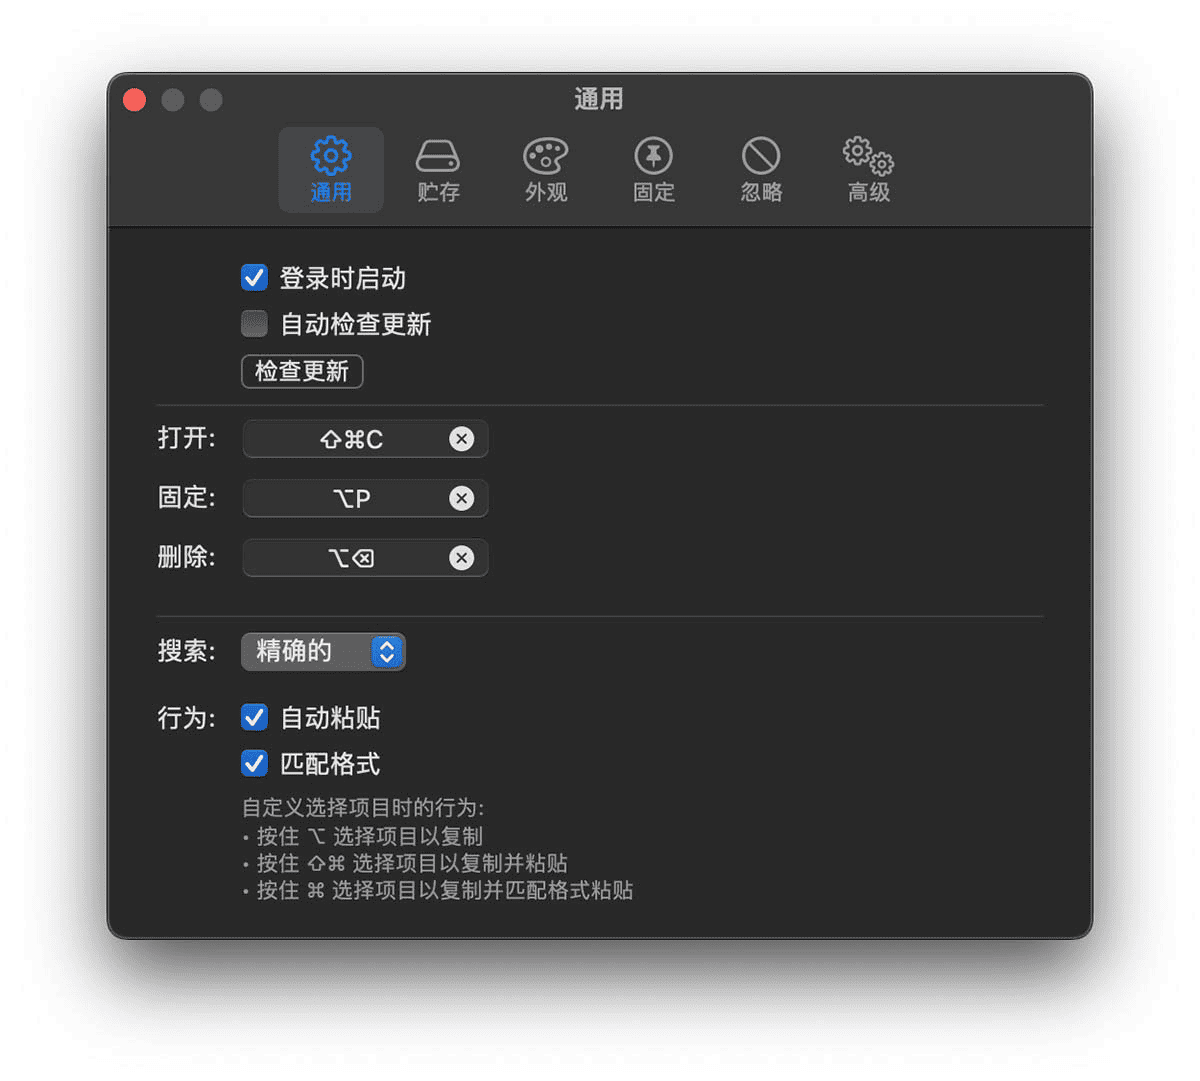 通用
通用 贮存 外观 固定 忽略 高级
登录时启动
自动检查更新
检查更新
打开: ⇧⌘C
固定: ⌥P
删除: ⌥⌫
搜索: 精确的
行为: 自动粘贴
匹配格式
自定义选择项目时的行为:
• 按住 ⌥ 选择项目以复制
• 按住 ⇧⌘ 选择项目以复制并粘贴
• 按住 ⌘ 选择项目以复制并匹配格式粘贴